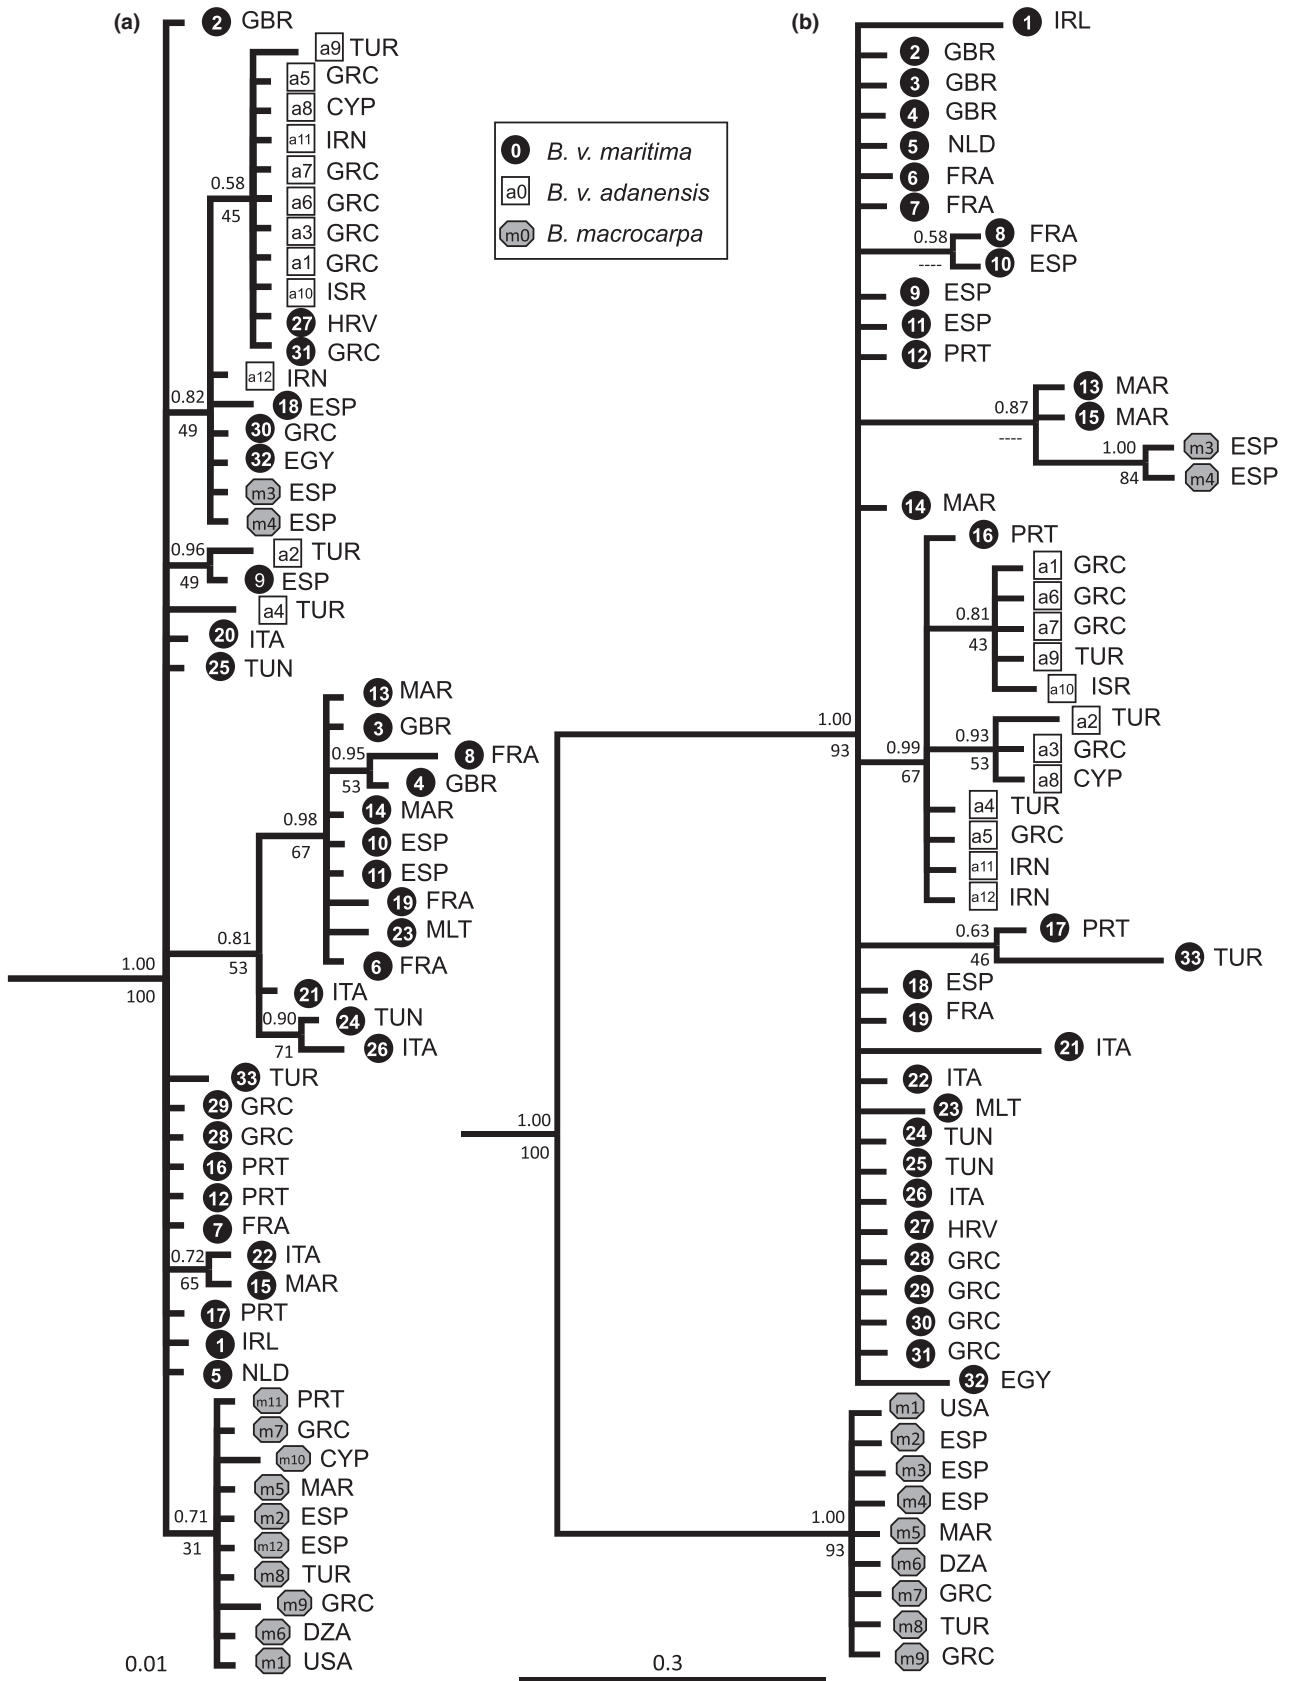 (a)
2 GBR
a9 TUR
a5 GRC
a8 CYP
a11 IRN
a7 GRC
0.58
a6 GRC
45
a3 GRC
a1 GRC
a10 ISR
27 HRV
31 GRC
a12 IRN
0.82
18 ESP
49
30 GRC
32 EGY
m3 ESP
m4 ESP
0.96
a2 TUR
49
9 ESP
a4 TUR
20 ITA
25 TUN
13 MAR
3 GBR
0.95
8 FRA
53
4 GBR
14 MAR
0.98
10 ESP
67
11 ESP
19 FRA
23 MLT
0.81
53
6 FRA
1.00
100
21 ITA
0.90
24 TUN
71
26 ITA
33 TUR
29 GRC
28 GRC
16 PRT
12 PRT
7 FRA
0.72
22 ITA
65
15 MAR
17 PRT
1 IRL
5 NLD
m11 PRT
m7 GRC
m10 CYP
m5 MAR
0.71
m2 ESP
31
m12 ESP
m8 TUR
m9 GRC
m6 DZA
m1 USA
0.01
0 B. v. maritima
a0 B. v. adanensis
m0 B. macrocarpa
(b)
1 IRL
2 GBR
3 GBR
4 GBR
5 NLD
6 FRA
7 FRA
0.58
8 FRA
----
10 ESP
9 ESP
11 ESP
12 PRT
13 MAR
0.87
15 MAR
----
1.00
m3 ESP
84
m4 ESP
14 MAR
16 PRT
a1 GRC
a6 GRC
0.81
a7 GRC
43
a9 TUR
a10 ISR
1.00
93
a2 TUR
0.93
a3 GRC
53
a8 CYP
0.99
67
a4 TUR
a5 GRC
a11 IRN
a12 IRN
0.63
17 PRT
46
33 TUR
18 ESP
19 FRA
21 ITA
22 ITA
23 MLT
1.00
100
24 TUN
25 TUN
26 ITA
27 HRV
28 GRC
29 GRC
30 GRC
31 GRC
32 EGY
m1 USA
m2 ESP
m3 ESP
m4 ESP
1.00
m5 MAR
93
m6 DZA
m7 GRC
m8 TUR
m9 GRC
0.3